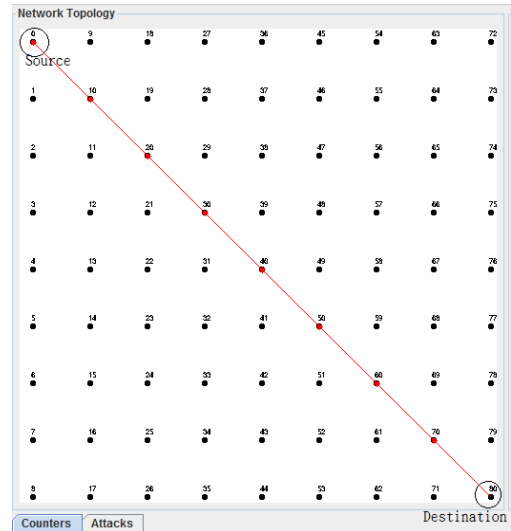 Network Topology
0 9 18 27 36 45 54 63 72
Source
1 10 19 28 37 46 55 64 73
2 11 20 29 38 47 56 65 74
3 12 21 30 39 48 57 66 75
4 13 22 31 40 49 58 67 76
5 14 23 32 41 50 59 68 77
6 15 24 33 42 51 60 69 78
7 16 25 34 43 52 61 70 79
8 17 26 35 44 53 62 71 80
Destination
Counters Attacks